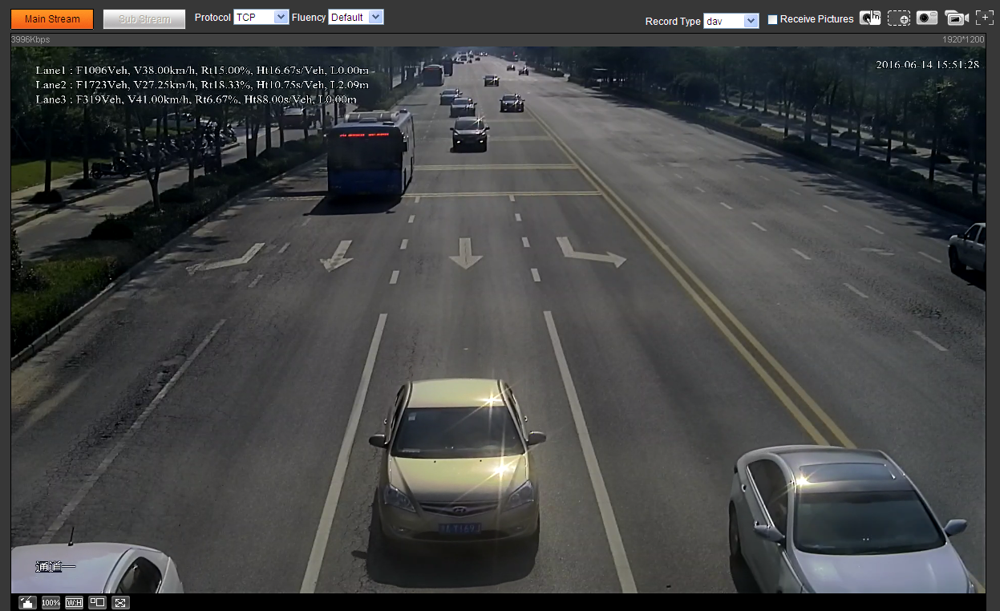 Main Stream Sub Stream Protocol TCP Fluency Default Record Type dav Receive Pictures
3996Kbps 1920*1200
Lane1 : F1006Veh, V38.00km/h, Rt15.00%, Ht16.67s/Veh, L0.00m
2016-06-14 15:51:28
Lane2 : F1723Veh, V27.25km/h, Rt18.33%, Ht10.75s/Veh, L2.09m
Lane3 : F319Veh, V41.00km/h, Rt6.67%, Ht88.00s/Veh, L0.00m
通道一
100% W:H